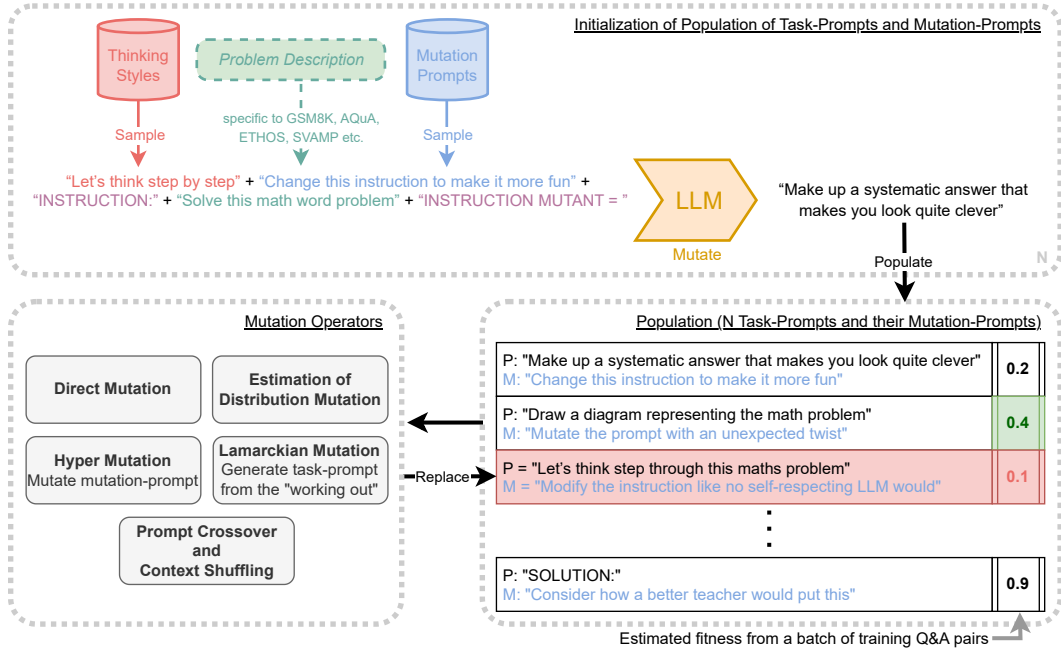 Initialization of Population of Task-Prompts and Mutation-Prompts
Thinking
Styles
Problem Description
Mutation
Prompts
specific to GSM8K, AQuA,
ETHOS, SVAMP etc.
Sample
Sample
“Let’s think step by step” + “Change this instruction to make it more fun” +
“INSTRUCTION:” + “Solve this math word problem” + “INSTRUCTION MUTANT = ”
LLM
Mutate
“Make up a systematic answer that
makes you look quite clever”
Populate
N
Mutation Operators
Direct Mutation
Estimation of
Distribution Mutation
Hyper Mutation
Mutate mutation-prompt
Lamarckian Mutation
Generate task-prompt
from the "working out"
Prompt Crossover
and
Context Shuffling
Replace
Population (N Task-Prompts and their Mutation-Prompts)
P: "Make up a systematic answer that makes you look quite clever"
M: "Change this instruction to make it more fun"
0.2
P: "Draw a diagram representing the math problem"
M: "Mutate the prompt with an unexpected twist"
0.4
P = "Let’s think step through this maths problem"
M = "Modify the instruction like no self-respecting LLM would"
0.1
P: "SOLUTION:"
M: "Consider how a better teacher would put this"
0.9
Estimated fitness from a batch of training Q&A pairs